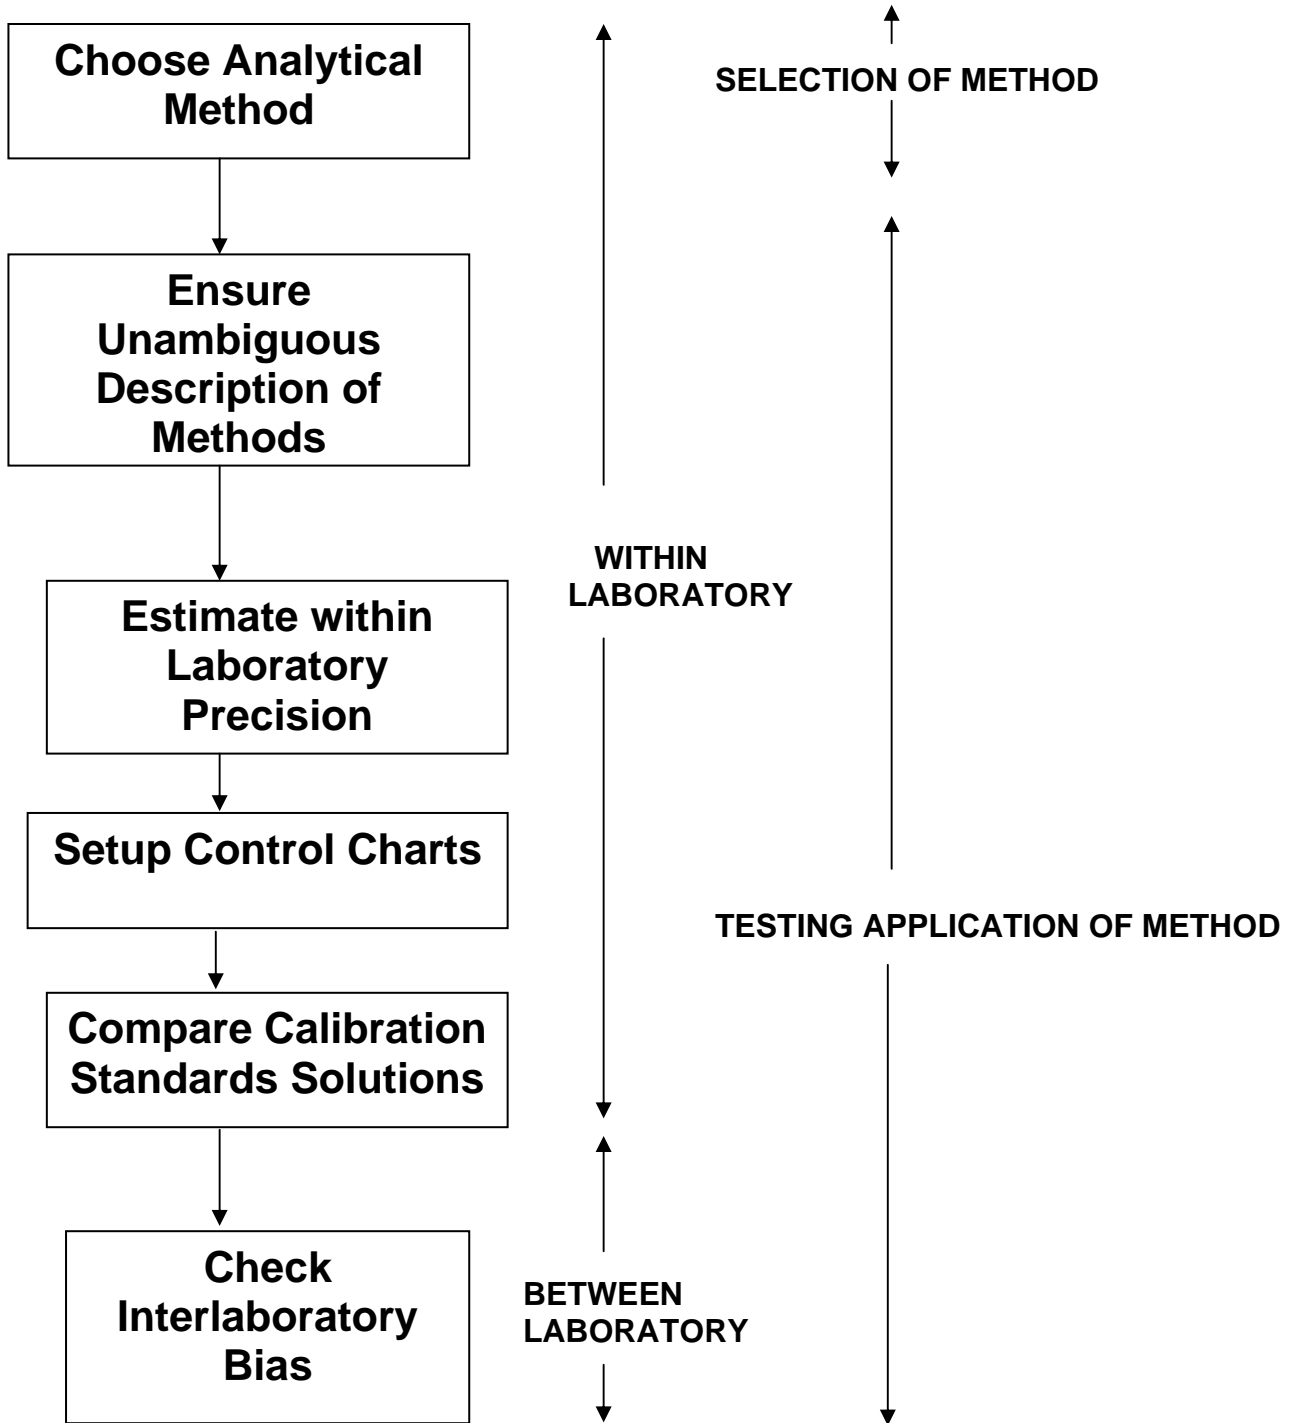 Choose Analytical
Method
SELECTION OF METHOD
Ensure
Unambiguous
Description of
Methods
WITHIN
LABORATORY
Estimate within
Laboratory
Precision
Setup Control Charts
TESTING APPLICATION OF METHOD
Compare Calibration
Standards Solutions
Check
Interlaboratory
Bias
BETWEEN
LABORATORY